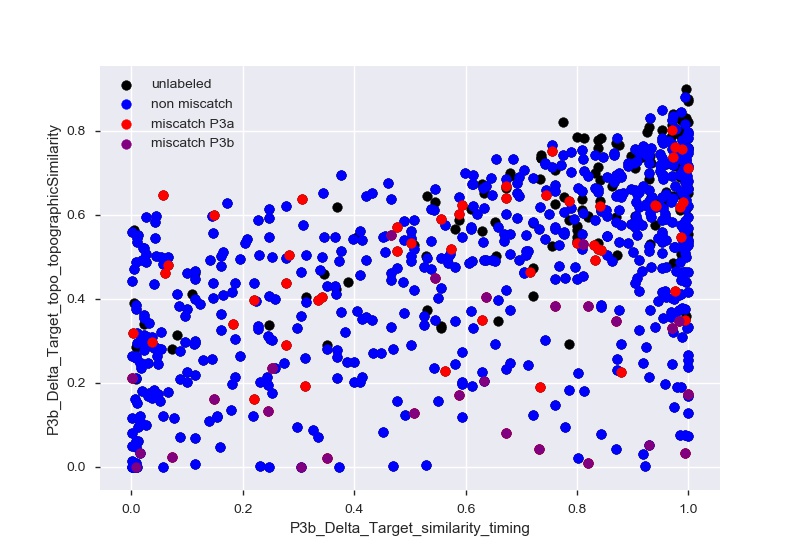 unlabeled
non miscatch
miscatch P3a
miscatch P3b
P3b_Delta_Target_topo_topographicSimilarity
0.8
0.6
0.4
0.2
0.0
0.0 0.2 0.4 0.6 0.8 1.0
P3b_Delta_Target_similarity_timing